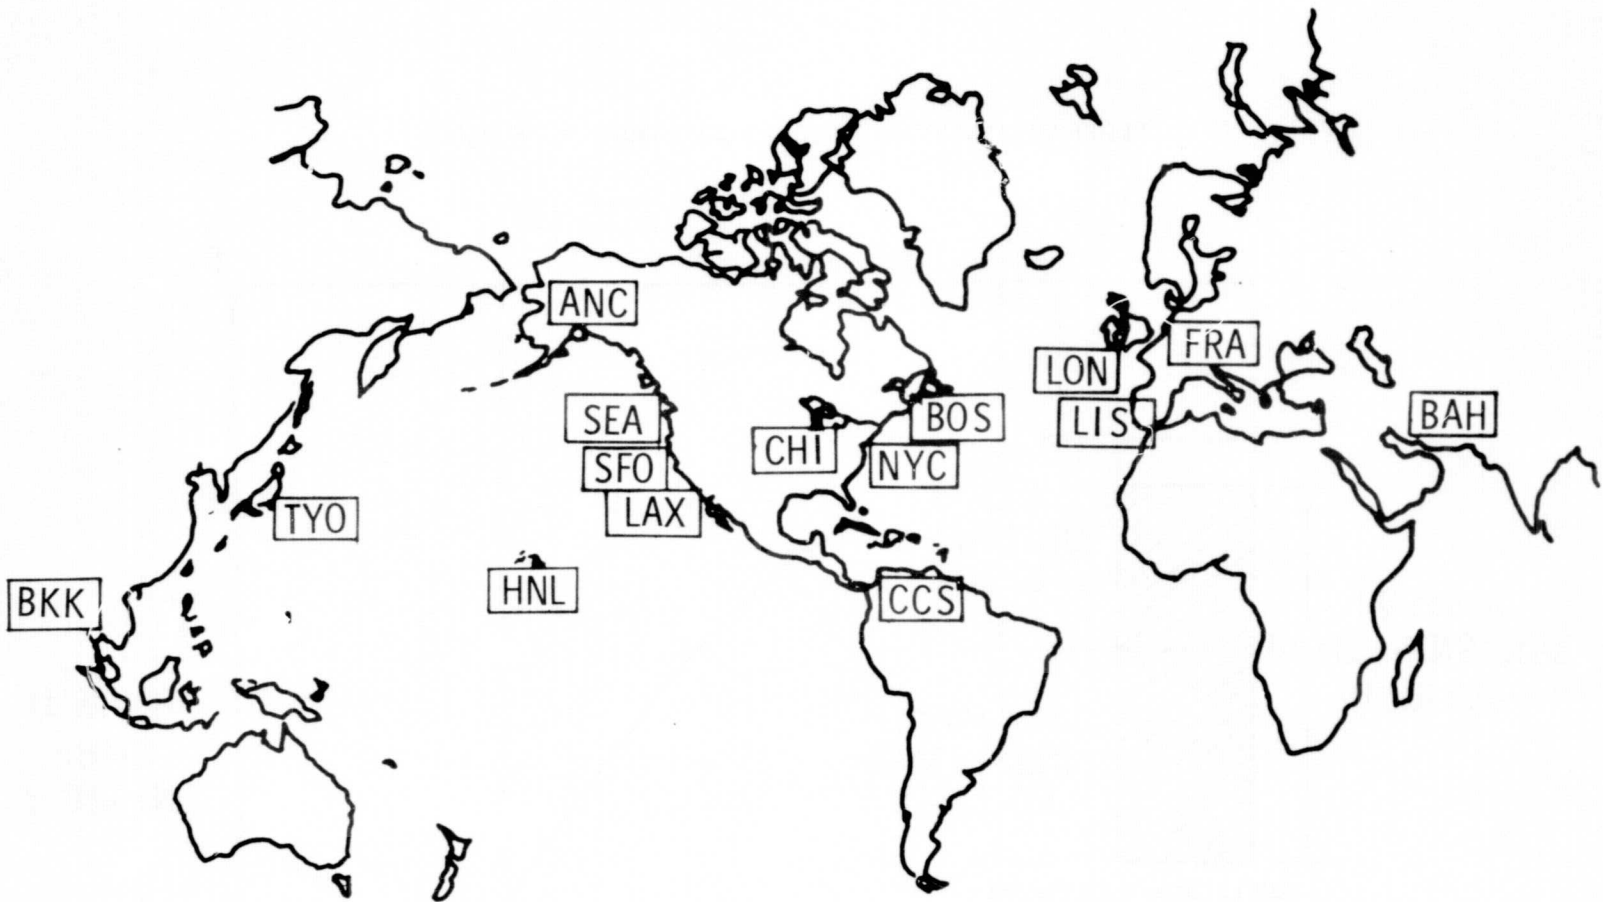 ANC
FRA
LON
SEA
BOS
LIS
BAH
CHI
SFO
NYC
TYO
LAX
BKK
HNL
CCS